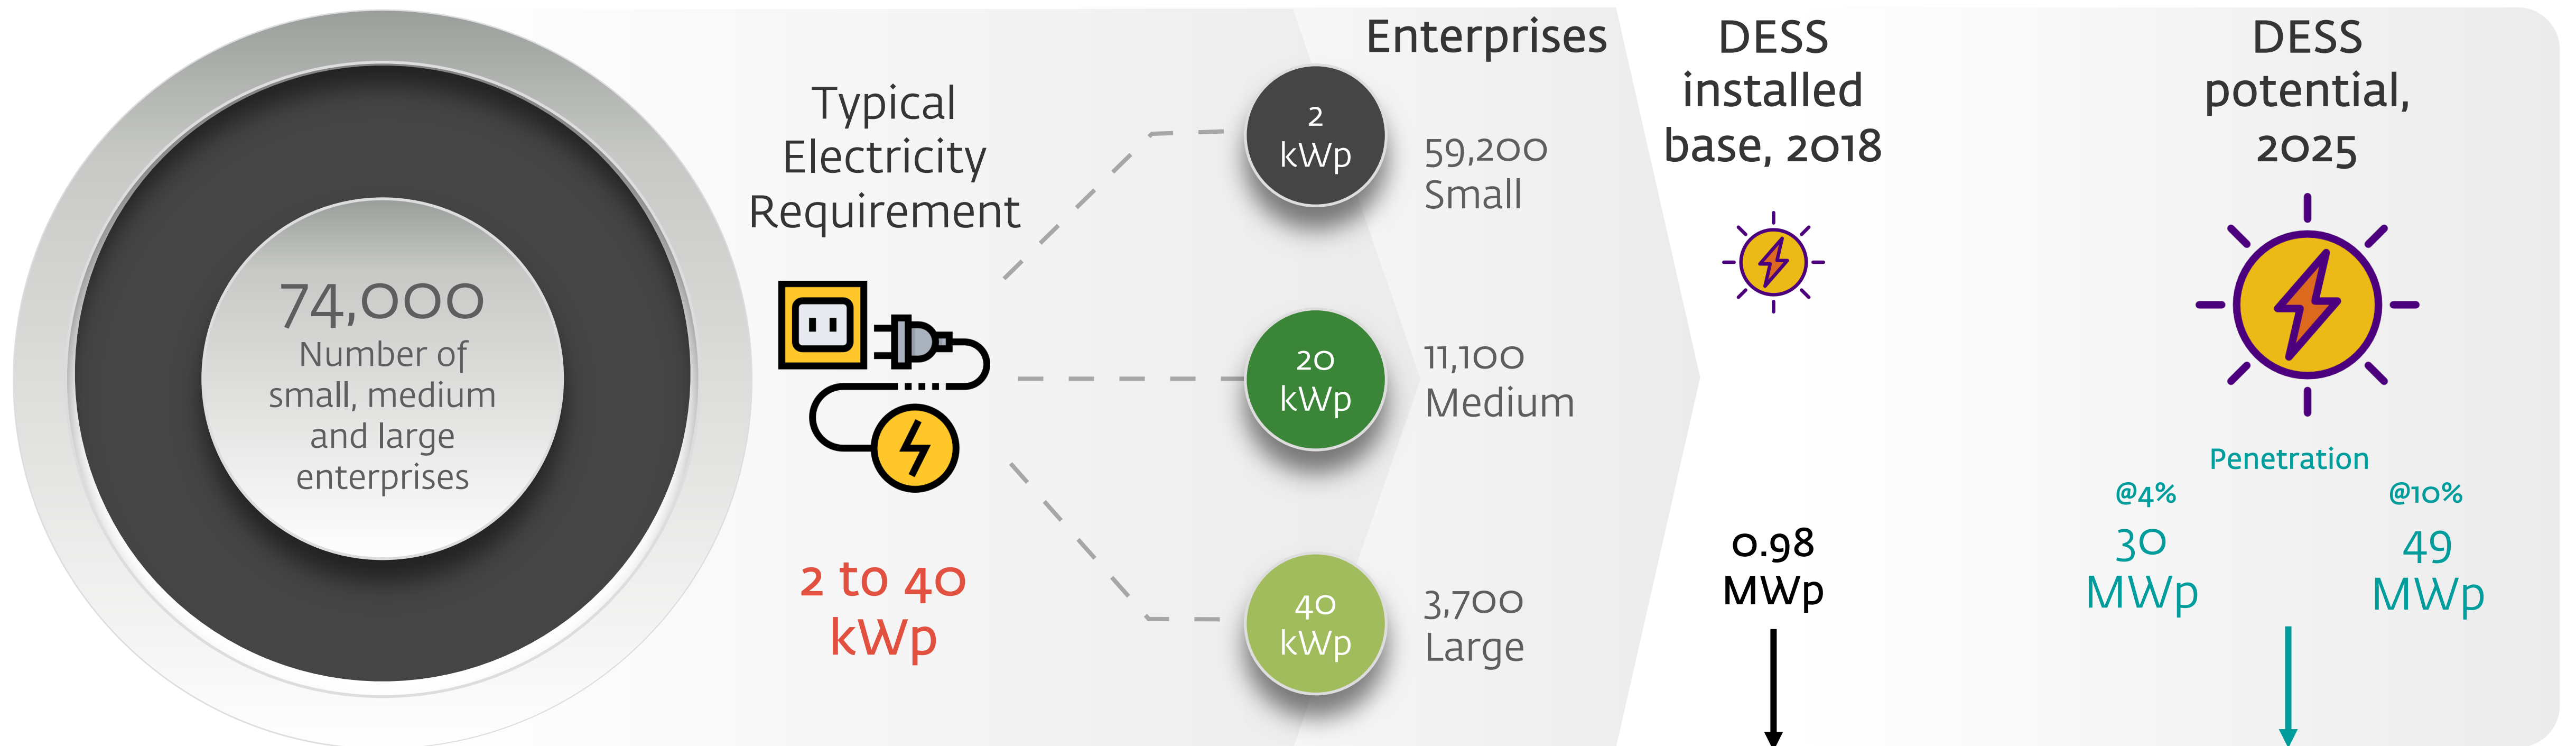 74,000
Number of
small, medium
and large
enterprises
Typical
Electricity
Requirement
2 to 40
kWp
Enterprises
2
kWp
59,200
Small
20
kWp
11,100
Medium
40
kWp
3,700
Large
DESS
installed
base, 2018
0.98
MWp
DESS
potential,
2025
Penetration
@4%
30
MWp
@10%
49
MWp